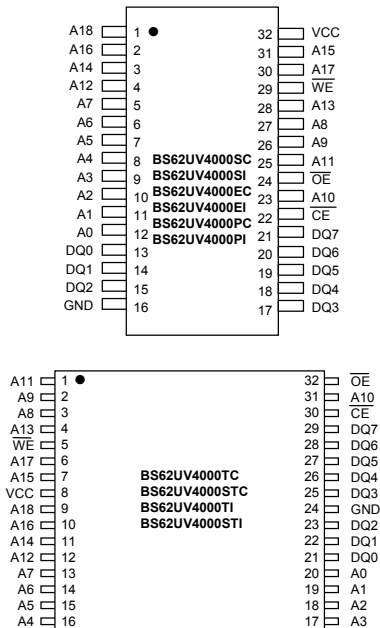 A18 1 32 VCC
A16 2 31 A15
A14 3 30 A17
A12 4 29 WE
A7 5 28 A13
A6 6 27 A8
A5 7 26 A9
A4 8 BS62UV4000SC 25 A11
A3 9 BS62UV4000SI 24 OE
A2 10 BS62UV4000EC 23 A10
A1 11 BS62UV4000EI 22 CE
A0 12 BS62UV4000PC 21 DQ7
DQ0 13 BS62UV4000PI 20 DQ6
DQ1 14 19 DQ5
DQ2 15 18 DQ4
GND 16 17 DQ3
A11 1 32 OE
A9 2 31 A10
A8 3 30 CE
A13 4 29 DQ7
WE 5 28 DQ6
A17 6 27 DQ5
A15 7 BS62UV4000TC 26 DQ4
VCC 8 BS62UV4000STC 25 DQ3
A18 9 BS62UV4000TI 24 GND
A16 10 BS62UV4000STI 23 DQ2
A14 11 22 DQ1
A12 12 21 DQ0
A7 13 20 A0
A6 14 19 A1
A5 15 18 A2
A4 16 17 A3